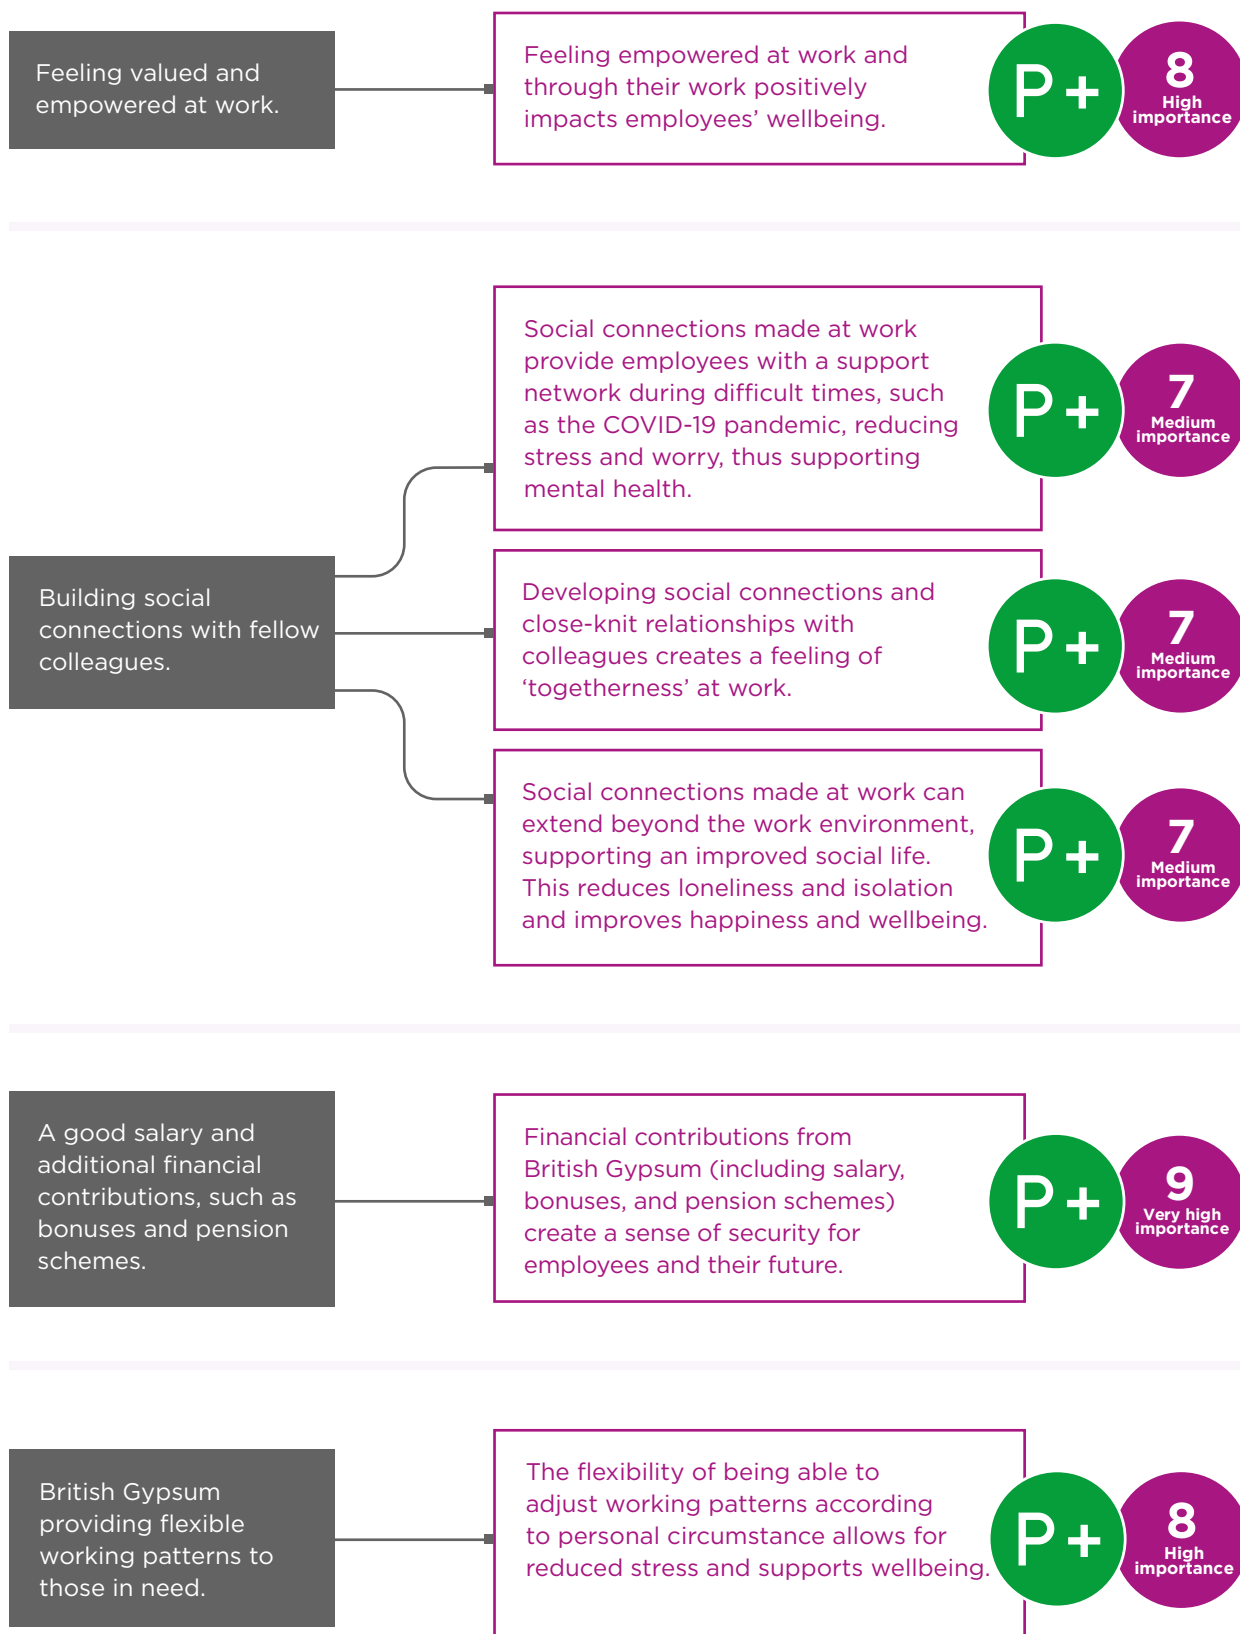 Feeling valued and
empowered at work.
Feeling empowered at work and
through their work positively
impacts employees’ wellbeing.
P+
8
High
importance
Social connections made at work
provide employees with a support
network during difficult times, such
as the COVID-19 pandemic, reducing
stress and worry, thus supporting
mental health.
P+
7
Medium
importance
Building social
connections with fellow
colleagues.
Developing social connections and
close-knit relationships with
colleagues creates a feeling of
‘togetherness’ at work.
P+
7
Medium
importance
Social connections made at work can
extend beyond the work environment,
supporting an improved social life.
This reduces loneliness and isolation
and improves happiness and wellbeing.
P+
7
Medium
importance
A good salary and
additional financial
contributions, such as
bonuses and pension
schemes.
Financial contributions from
British Gypsum (including salary,
bonuses, and pension schemes)
create a sense of security for
employees and their future.
P+
9
Very high
importance
British Gypsum
providing flexible
working patterns to
those in need.
The flexibility of being able to
adjust working patterns according
to personal circumstance allows for
reduced stress and supports wellbeing.
P+
8
High
importance